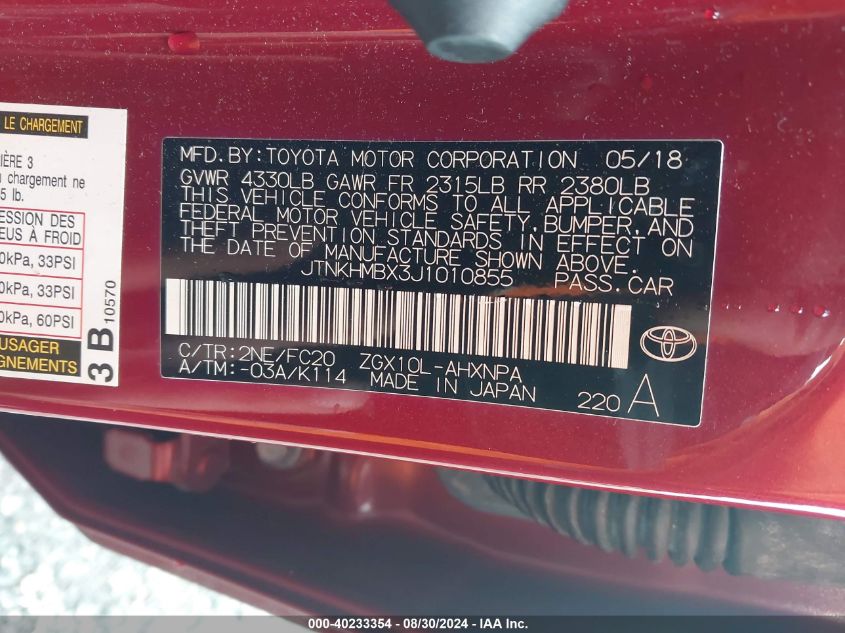 LE CHARGEMENT
IÈRE 3
u chargement ne
5 lb.
RESSION DES
EUS À FROID
0kPa, 33PSI
0kPa, 33PSI
0kPa, 60PSI
USAGER
GNEMENTS
3 B 10570
MFD.BY:TOYOTA MOTOR CORPORATION 05/18
GVWR 4330LB GAWR FR 2315LB RR 2380LB
THIS VEHICLE CONFORMS TO ALL APPLICABLE
FEDERAL MOTOR VEHICLE SAFETY,BUMPER,AND
THEFT PREVENTION STANDARDS IN EFFECT ON
THE DATE OF MANUFACTURE SHOWN ABOVE.
JTNKHMBX3J1010855 PASS.CAR
C/TR:2NE/FC20 ZGX10L-AHXNPA
A/TM:-03A/K114 MADE IN JAPAN 220 A
000-40233354 - 08/30/2024 - IAA Inc.